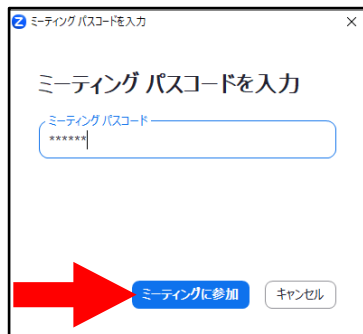 Z ミーティング パスコードを入力
ミーティング パスコードを入力
ミーティング パスコード
******
ミーティングに参加 キャンセル